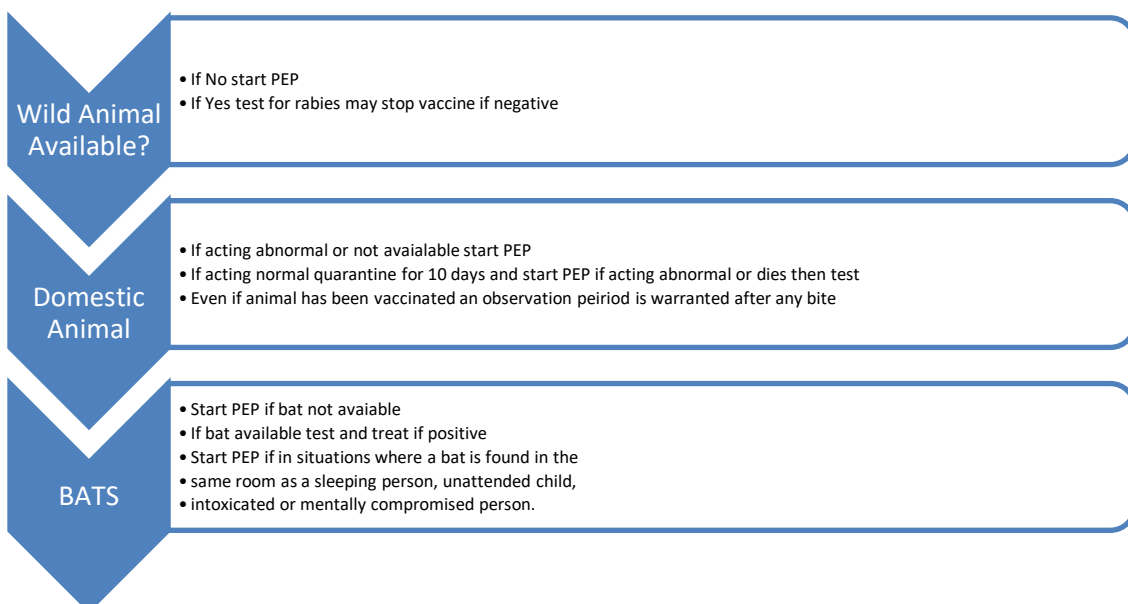 Wild Animal
Available?
• If No start PEP
• If Yes test for rabies may stop vaccine if negative
Domestic
Animal
• If acting abnormal or not avaialable start PEP
• If acting normal quarantine for 10 days and start PEP if acting abnormal or dies then test
• Even if animal has been vaccinated an observation peiriod is warranted after any bite
BATS
• Start PEP if bat not avaiable
• If bat available test and treat if positive
• Start PEP if in situations where a bat is found in the
• same room as a sleeping person, unattended child,
• intoxicated or mentally compromised person.